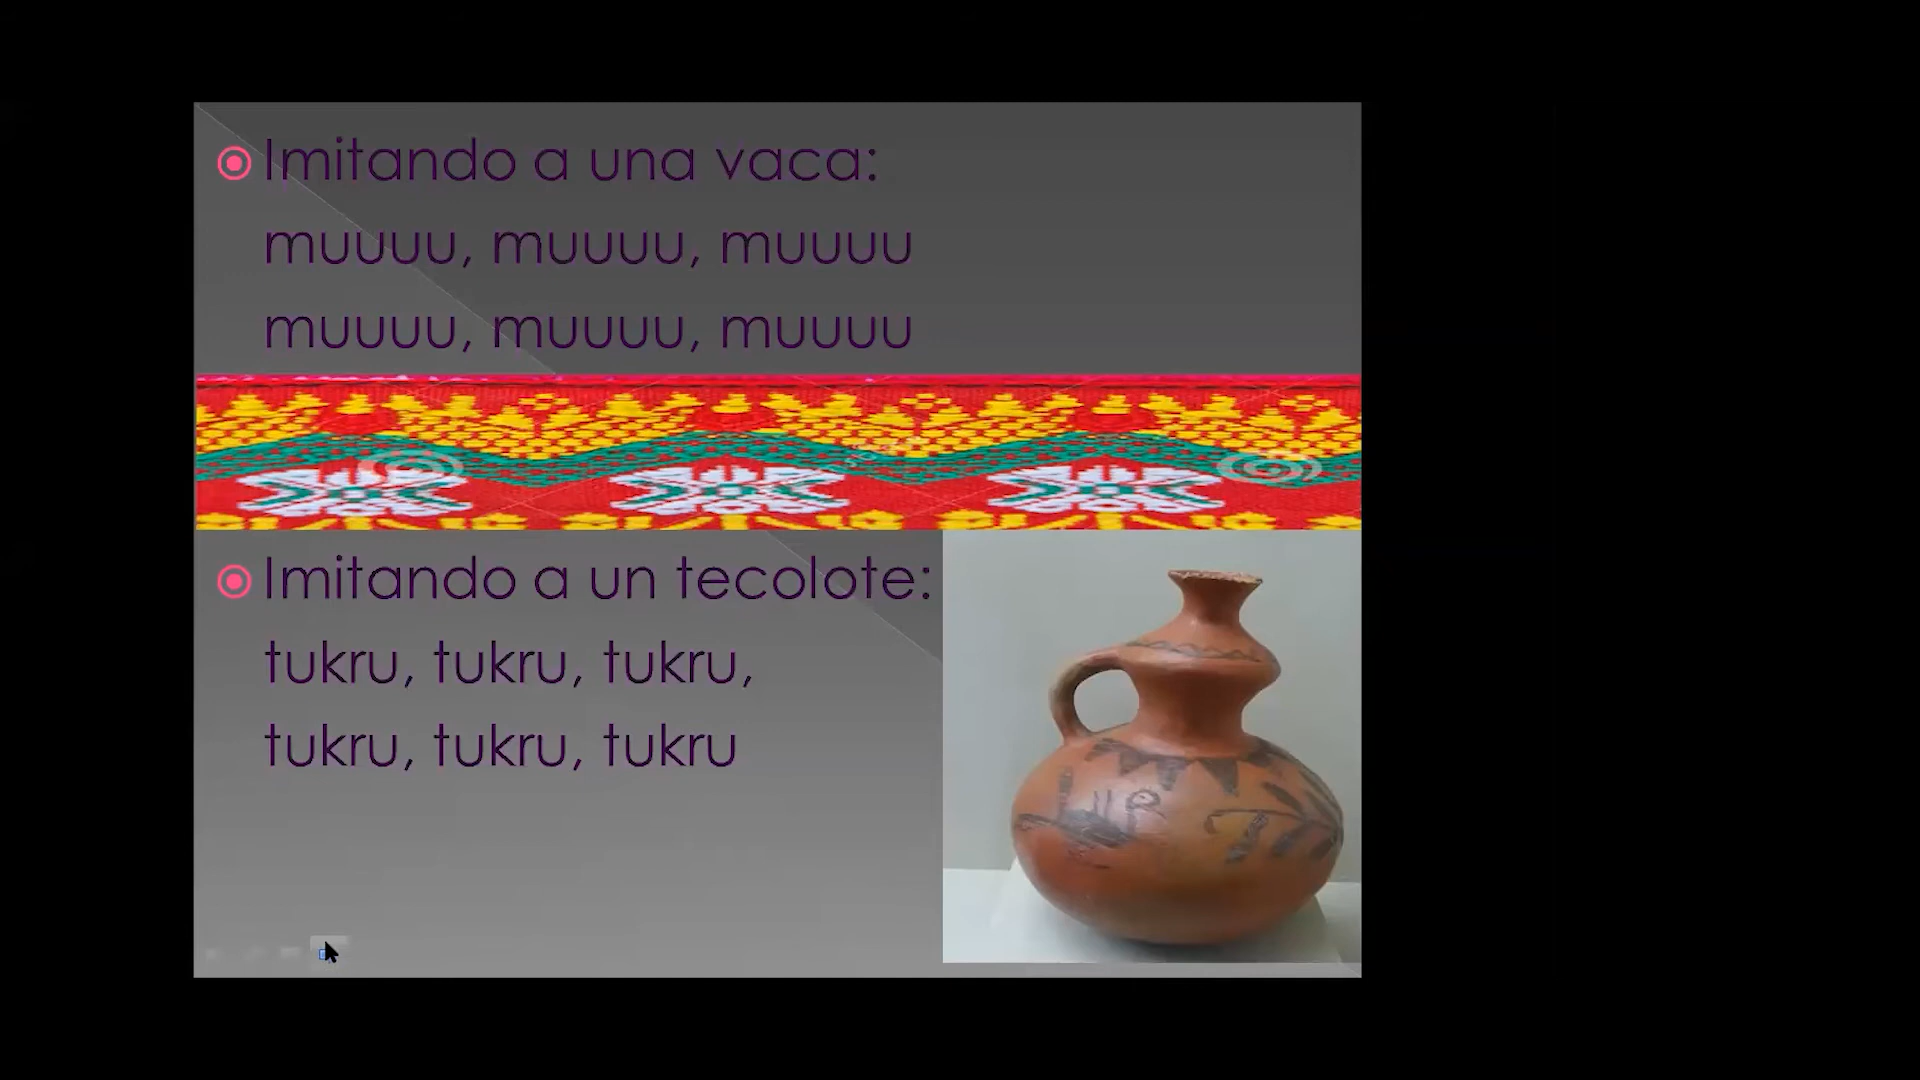 Imitando a una vaca:
muuuu, muuuu, muuuu
muuuu, muuuu, muuuu
Imitando a un tecolote:
tukru, tukru, tukru,
tukru, tukru, tukru